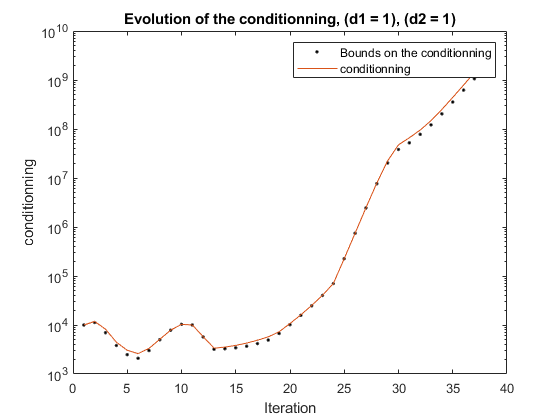 Evolution of the conditionning, (d1 = 1), (d2 = 1)
10^10
10^9
10^8
10^7
10^6
10^5
10^4
10^3
conditionning
Bounds on the conditionning
conditionning
0 5 10 15 20 25 30 35 40
Iteration